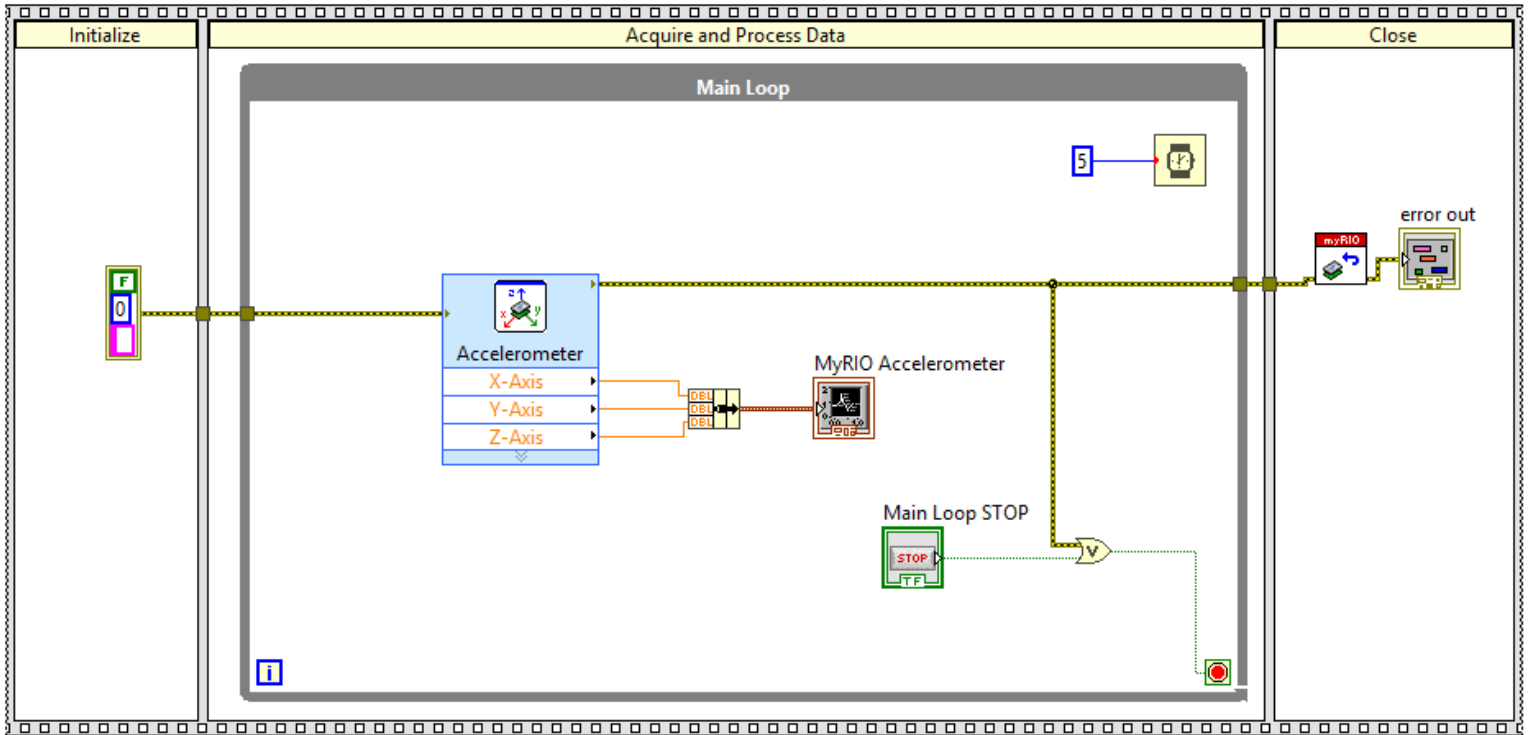 Initialize
Acquire and Process Data
Close
Main Loop
5
error out
myRIO
F
0
z
x
y
Accelerometer
X-Axis
Y-Axis
Z-Axis
DBL
DBL
DBL
MyRIO Accelerometer
Main Loop STOP
STOP
TF
V
i